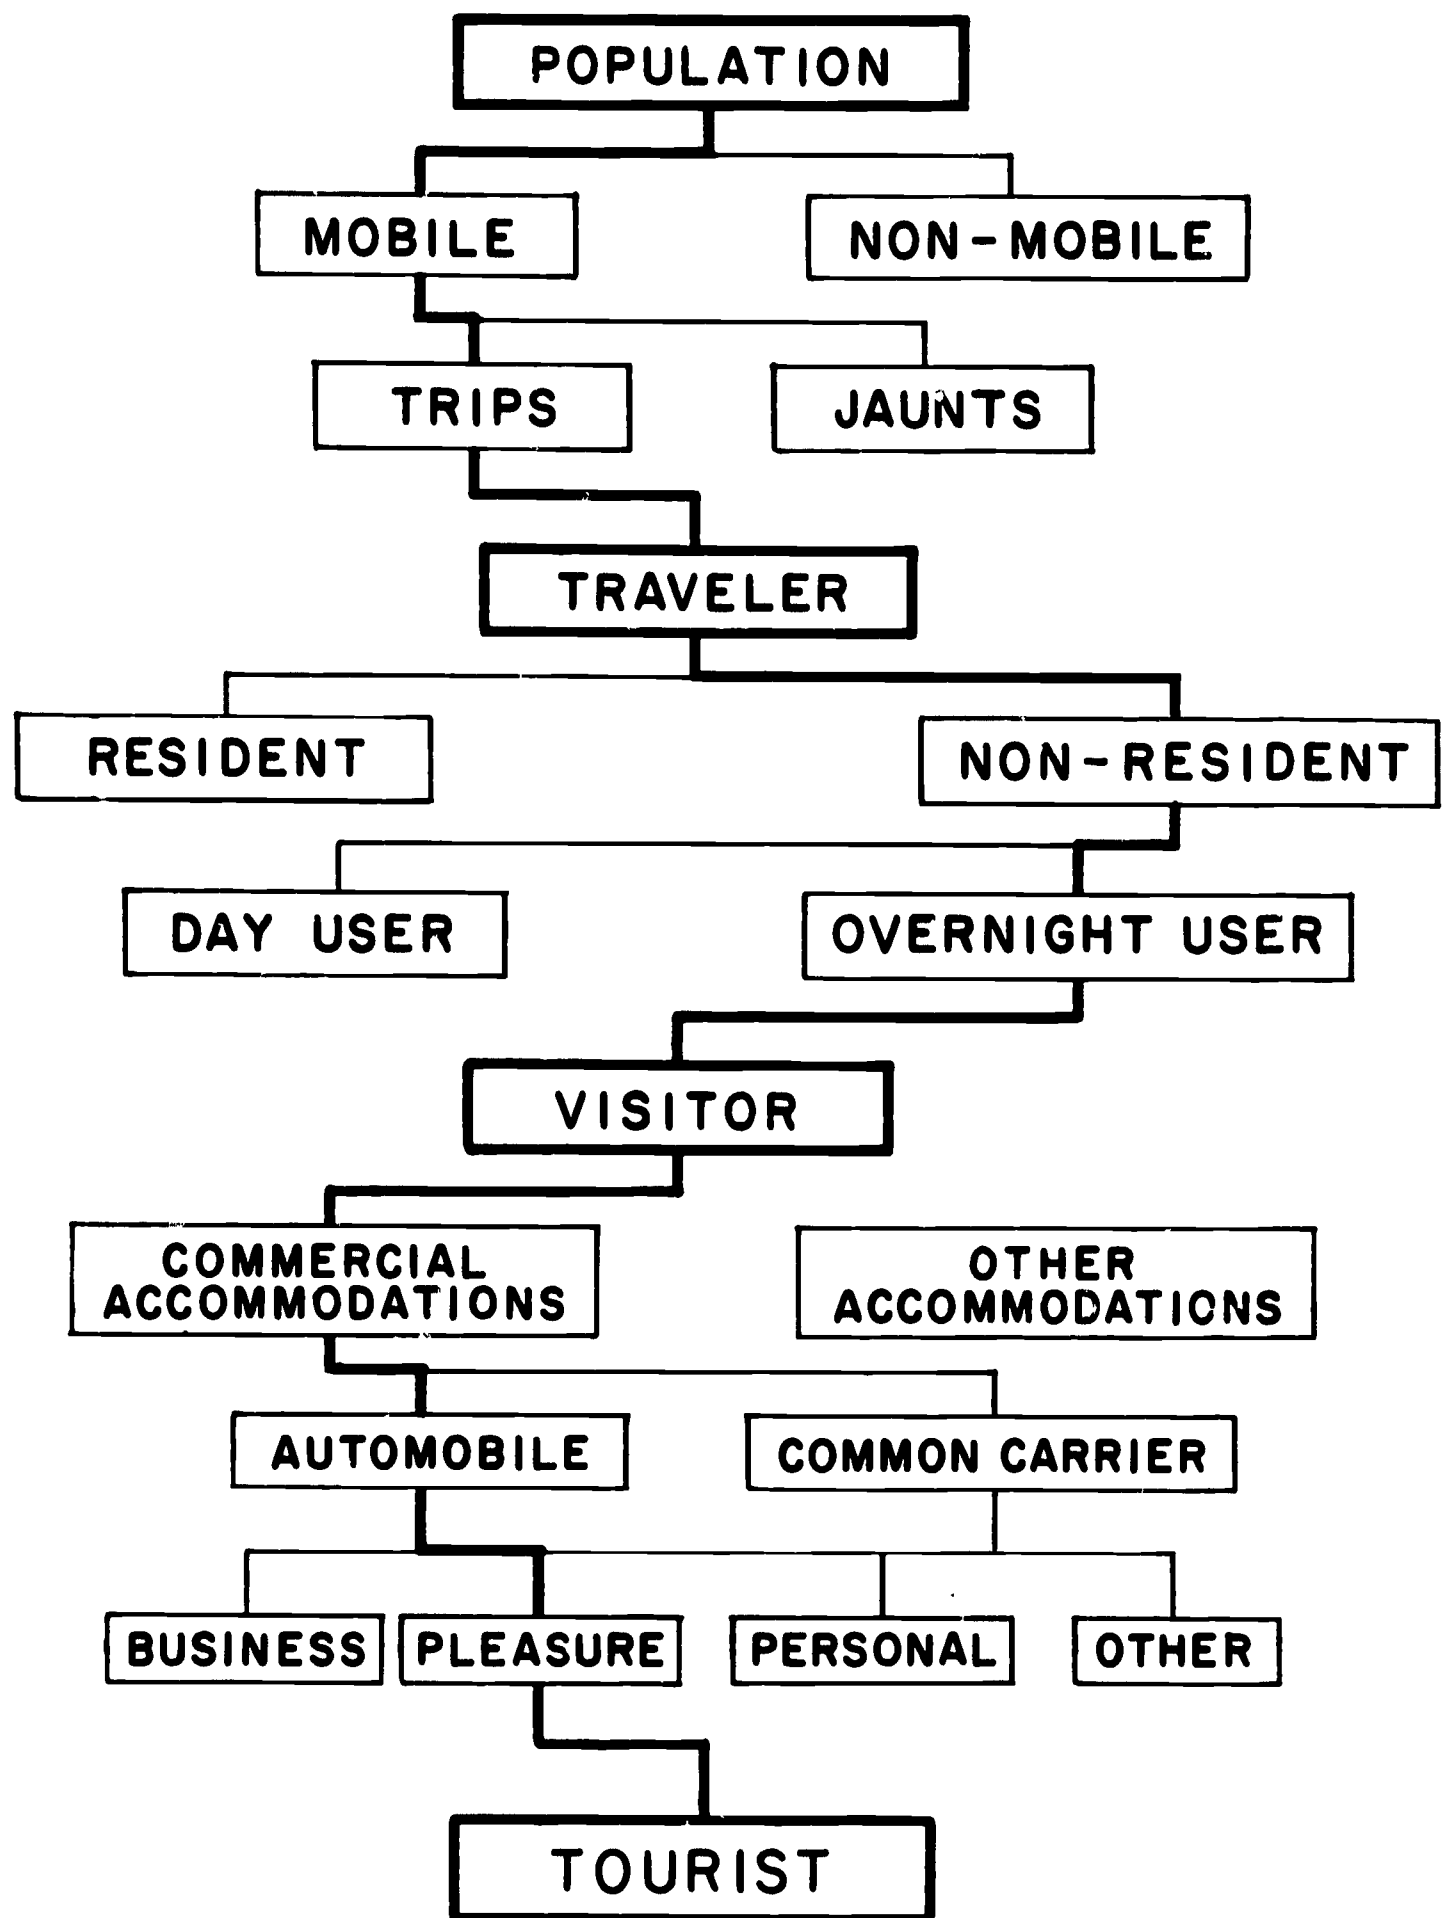 POPULATION
MOBILE
NON-MOBILE
TRIPS
JAUNTS
TRAVELER
RESIDENT
NON-RESIDENT
DAY USER
OVERNIGHT USER
VISITOR
COMMERCIAL
ACCOMMODATIONS
OTHER
ACCOMMODATIONS
AUTOMOBILE
COMMON CARRIER
BUSINESS
PLEASURE
PERSONAL
OTHER
TOURIST